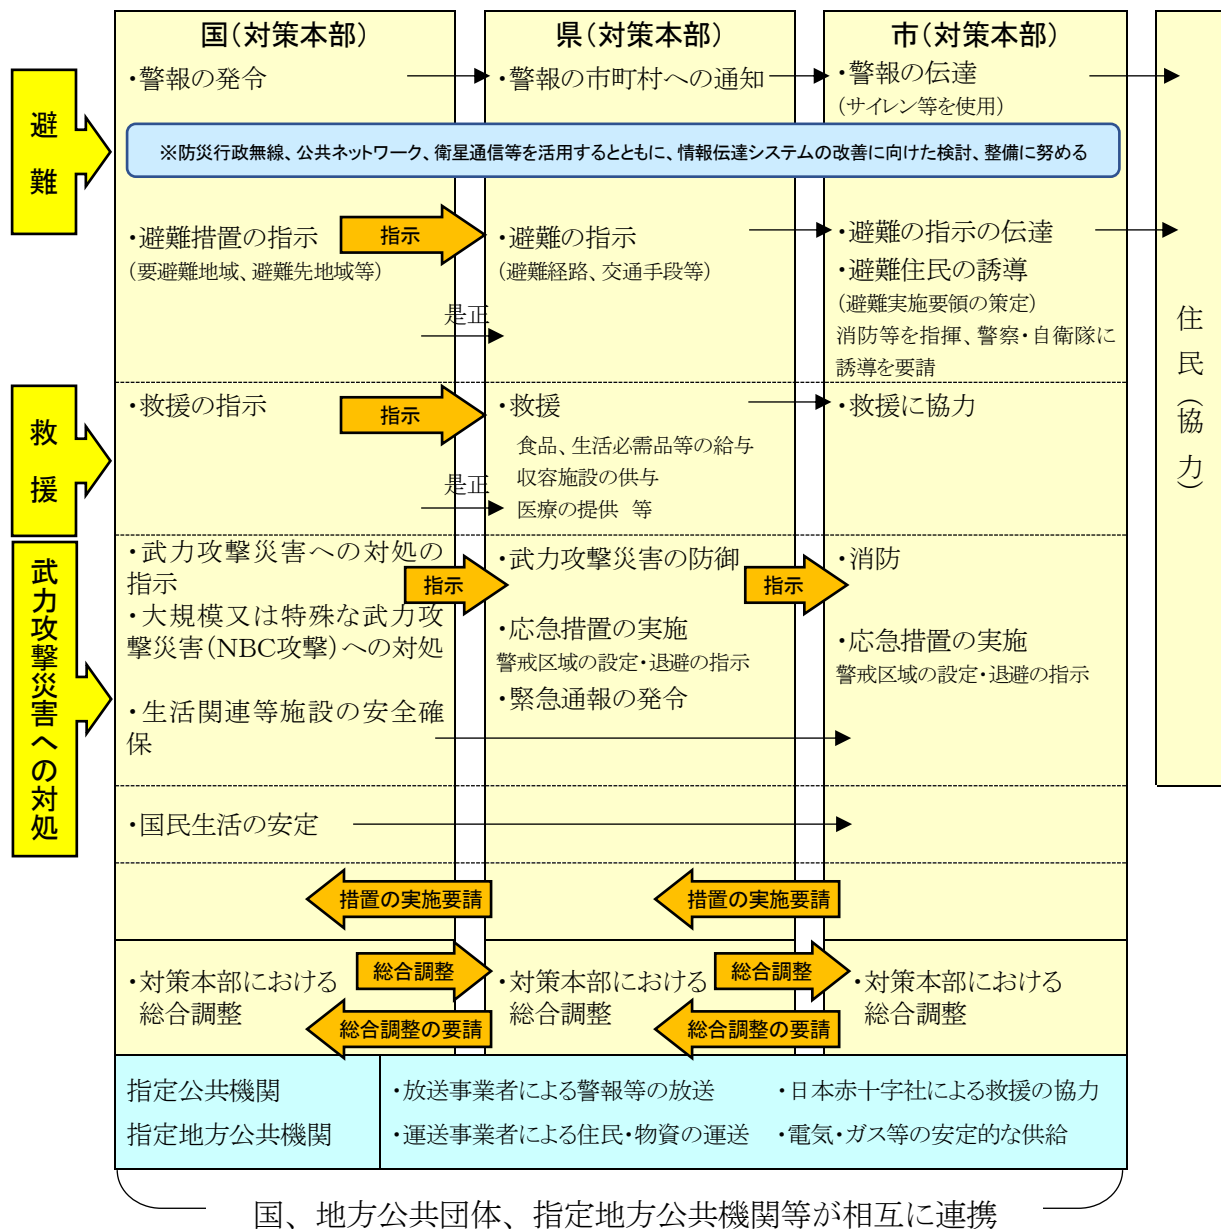 国(対策本部)
県(対策本部)
市(対策本部)
避難
・警報の発令
・警報の市町村への通知
・警報の伝達
(サイレン等を使用)
※防災行政無線、公共ネットワーク、衛星通信等を活用するとともに、情報伝達システムの改善に向けた検討、整備に努める
・避難措置の指示
(要避難地域、避難先地域等)
指示
・避難の指示
(避難経路、交通手段等)
・避難の指示の伝達
・避難住民の誘導
(避難実施要領の策定)
消防等を指揮、警察・自衛隊に
誘導を要請
是正
住民(協力)
救援
・救援の指示
指示
・救援
食品、生活必需品等の給与
収容施設の供与
医療の提供 等
・救援に協力
是正
武力攻撃災害への対処
・武力攻撃災害への対処の
指示
・大規模又は特殊な武力攻
撃災害(NBC攻撃)への対処
・生活関連等施設の安全確
保
指示
・武力攻撃災害の防御
・応急措置の実施
警戒区域の設定・退避の指示
・緊急通報の発令
指示
・消防
・応急措置の実施
警戒区域の設定・退避の指示
・国民生活の安定
措置の実施要請
措置の実施要請
・対策本部における
総合調整
総合調整
総合調整の要請
・対策本部における
総合調整
総合調整
総合調整の要請
・対策本部における
総合調整
指定公共機関
指定地方公共機関
・放送事業者による警報等の放送
・日本赤十字社による救援の協力
・運送事業者による住民・物資の運送
・電気・ガス等の安定的な供給
国、地方公共団体、指定地方公共機関等が相互に連携